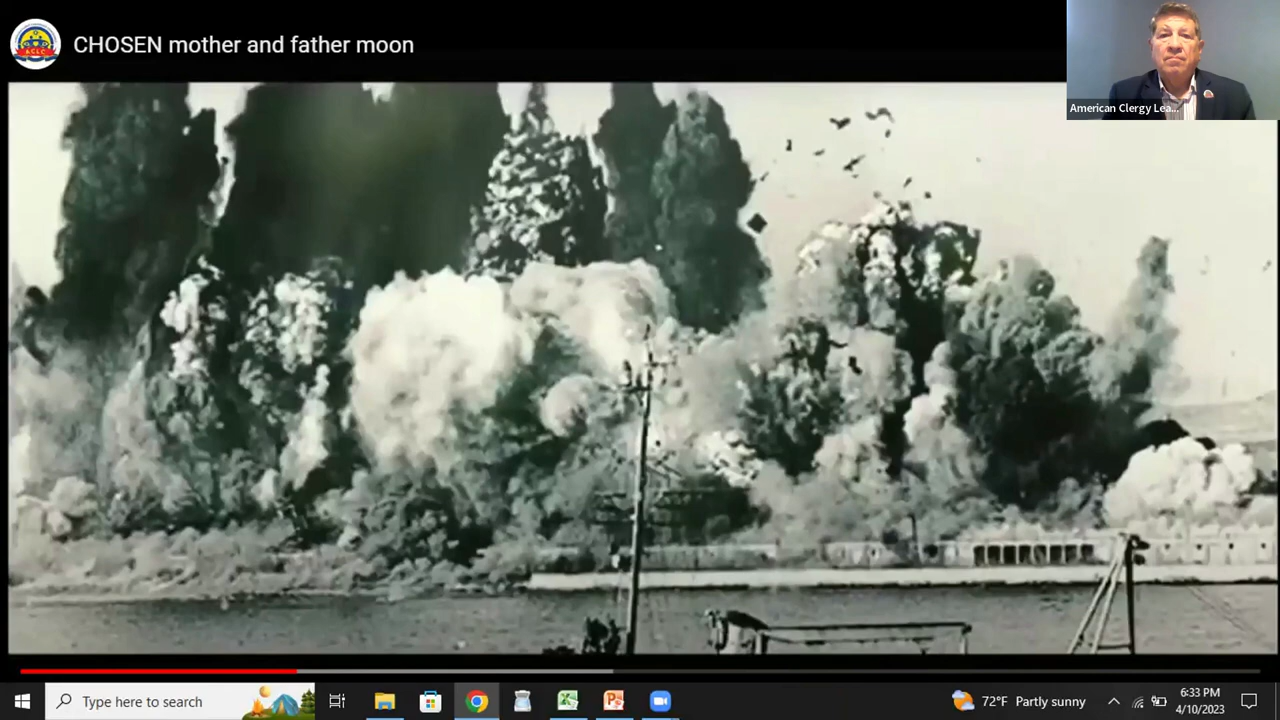 CHOSEN mother and father moon
ACLC
American Clergy Lea...
Type here to search
72°F Partly sunny
6:33 PM
4/10/2023